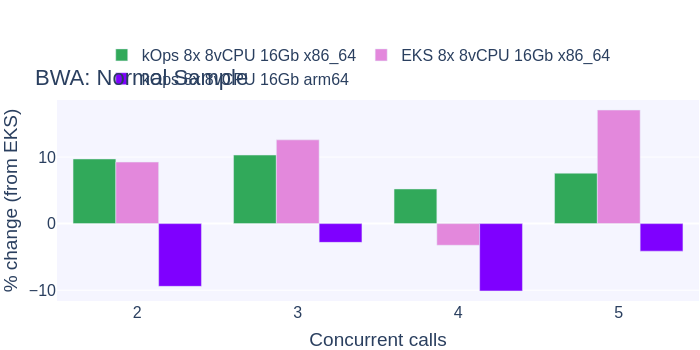 kOps 8x 8vCPU 16Gb x86_64
EKS 8x 8vCPU 16Gb x86_64
BWA: Normal Sample
8vCPU 16Gb arm64
% change (from EKS)
10
0
−10
2
3
4
5
Concurrent calls